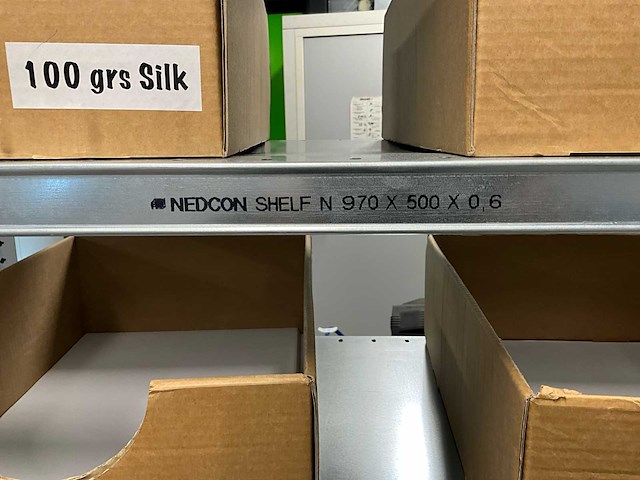 100 grs Silk
NEDCON SHELF N 970 X 500 X 0,6